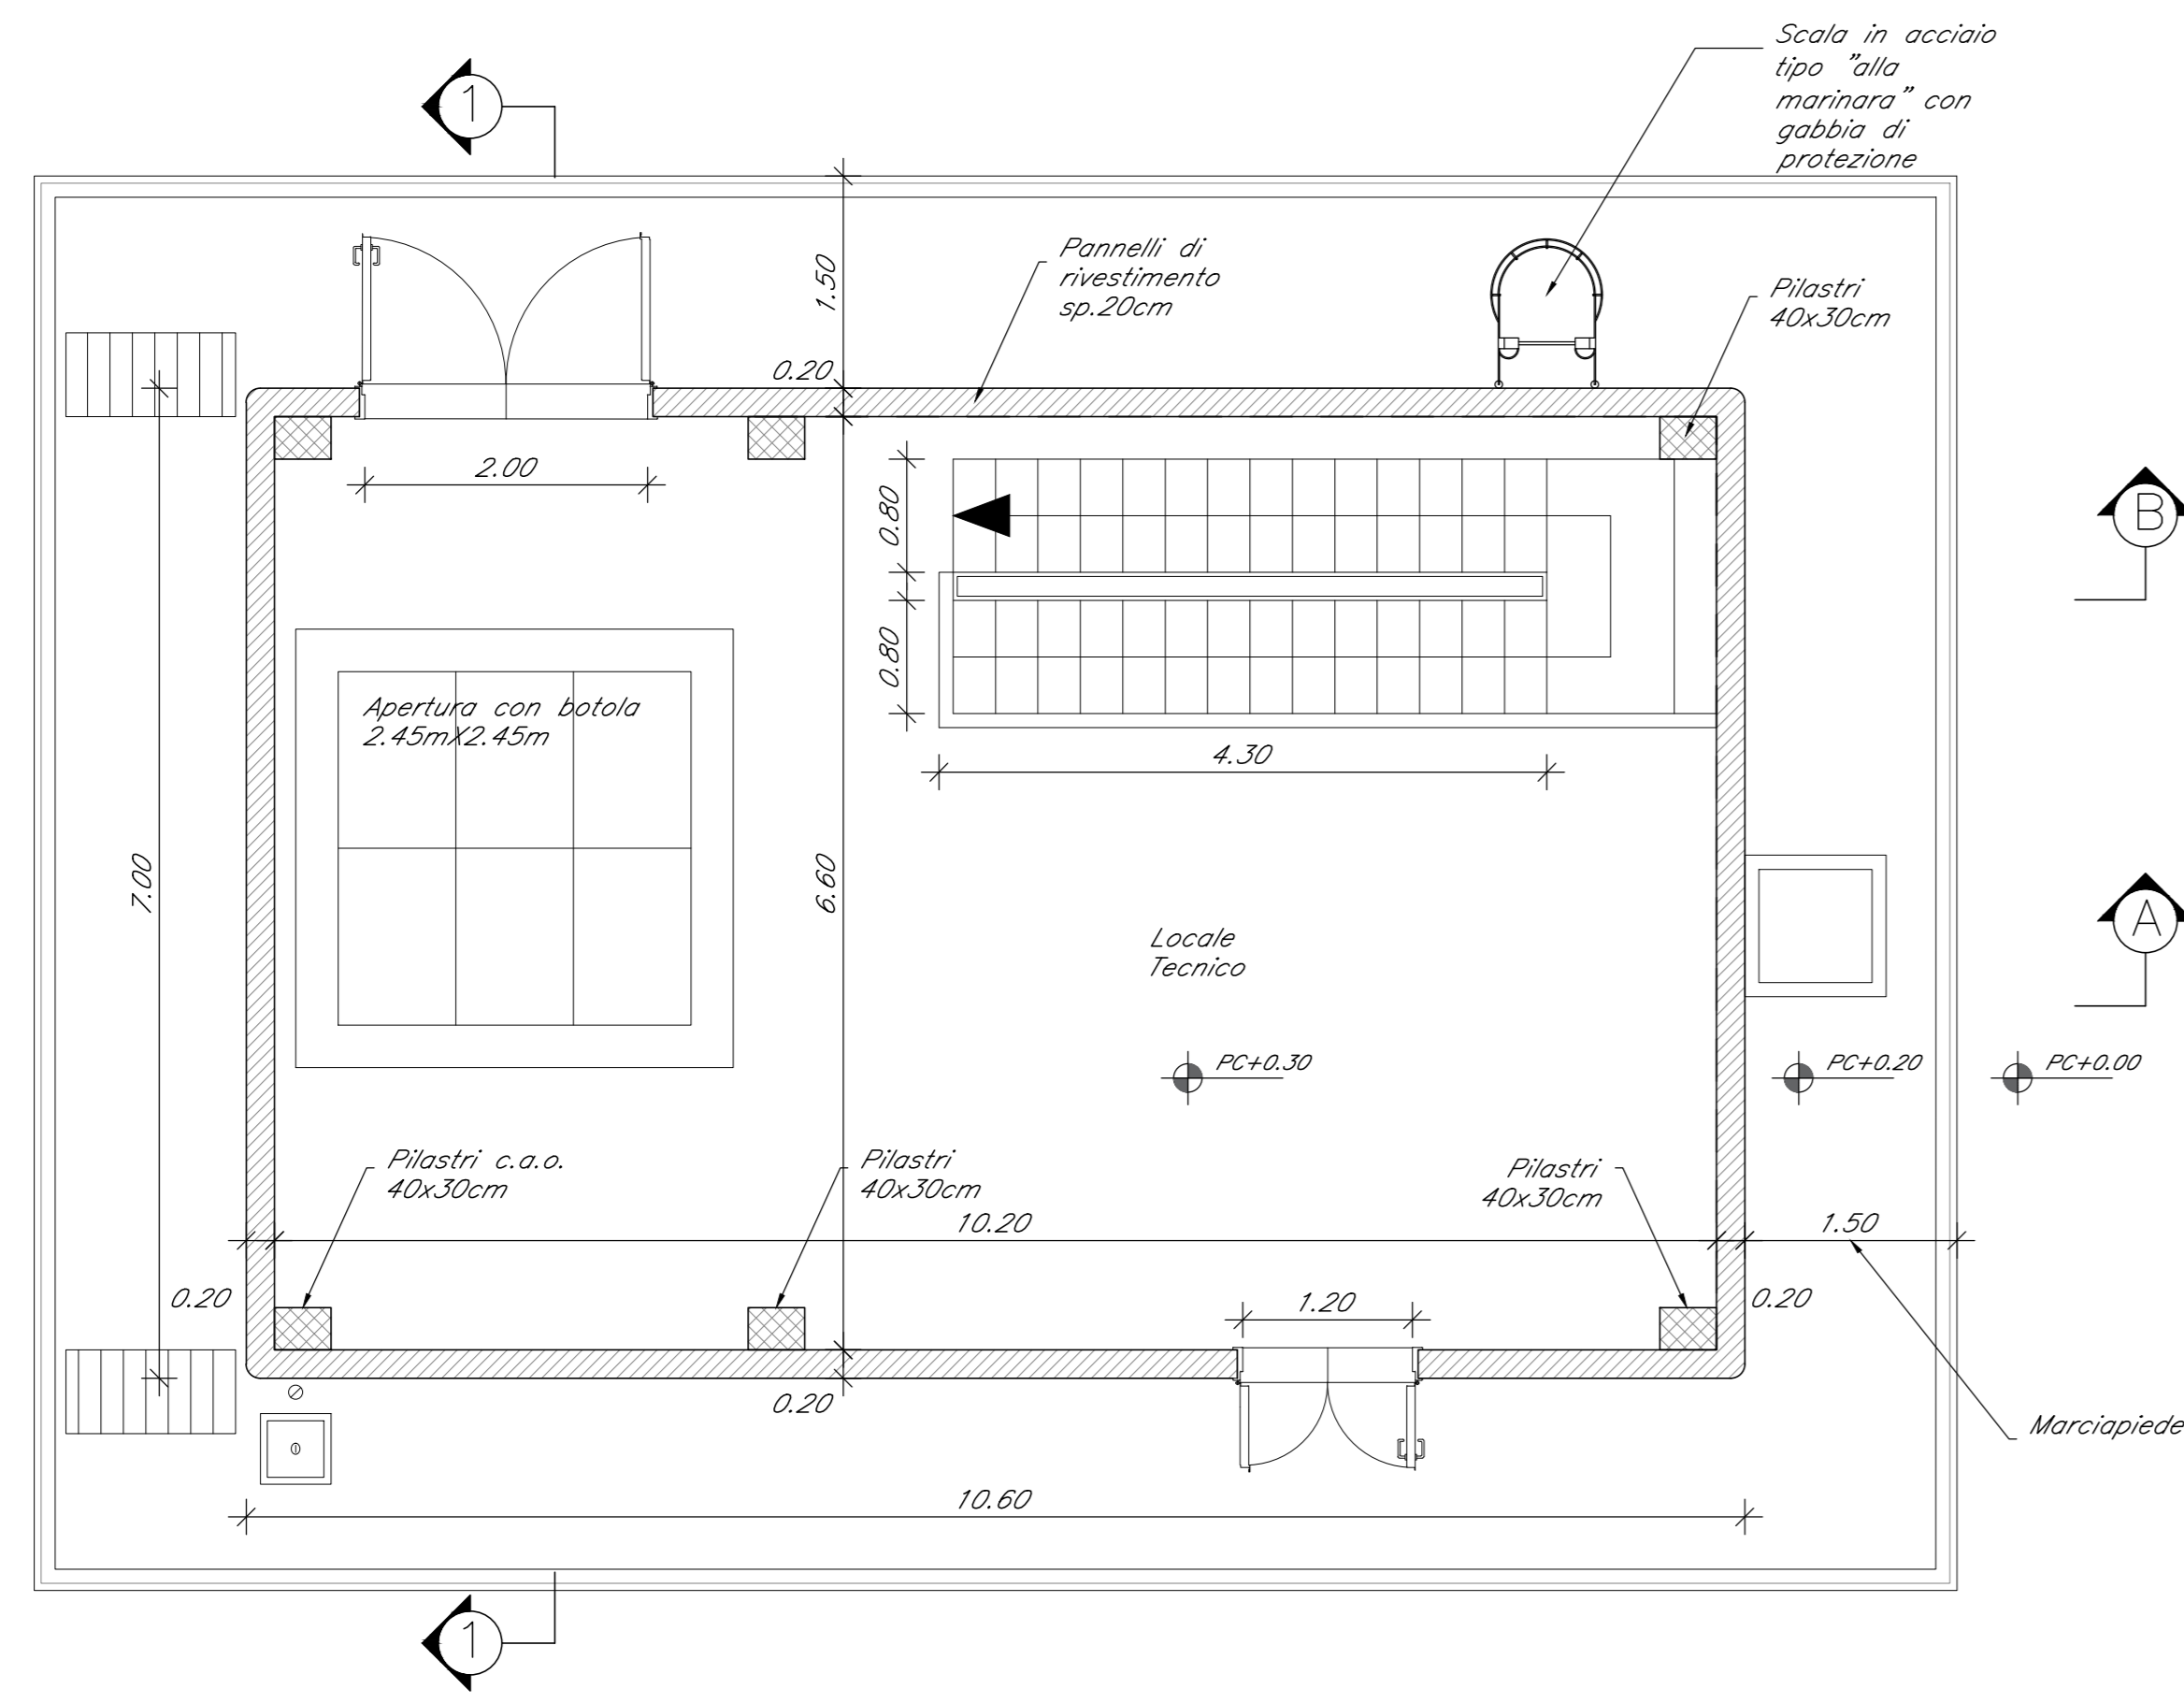 Scala in acciaio
tipo "alla
marinara" con
gabbia di
protezione
1
1.50
Pannelli di
rivestimento
sp.20cm
Pilastri
40x30cm
0.20
2.00
0.80
B
0.80
Apertura con botola
2.45mX2.45m
4.30
7.00
6.60
Locale
Tecnico
A
PC+0.30
PC+0.20
PC+0.00
Pilastri c.a.o.
40x30cm
Pilastri
40x30cm
Pilastri
40x30cm
10.20
1.50
0.20
1.20
0.20
0.20
Marciapiede
10.60
1